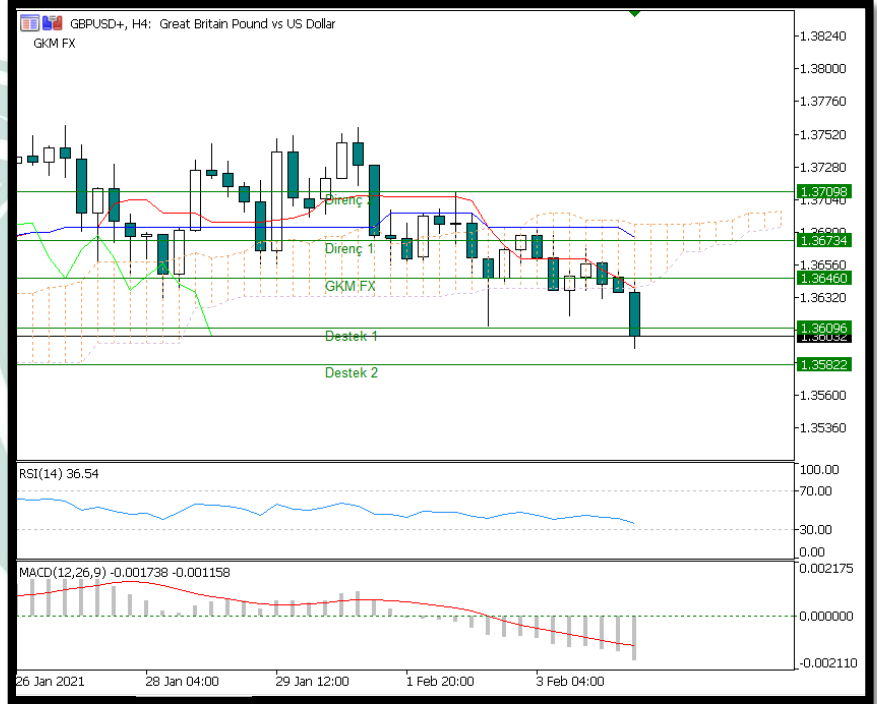 GBPUSD+, H4: Great Britain Pound vs US Dollar
GKM FX
1.38240
1.38000
1.37760
1.37520
1.37280
1.37098
1.37040
1.36734
1.36560
1.36460
1.36320
1.36096
1.36032
1.35822
1.35600
1.35360
Direnç
Direnç 1
GKM FX
Destek 1
Destek 2
RSI(14) 36.54
100.00
70.00
30.00
0.00
MACD(12,26,9) -0.001738 -0.001158
0.002175
0.000000
-0.002110
26 Jan 2021
28 Jan 04:00
29 Jan 12:00
1 Feb 20:00
3 Feb 04:00